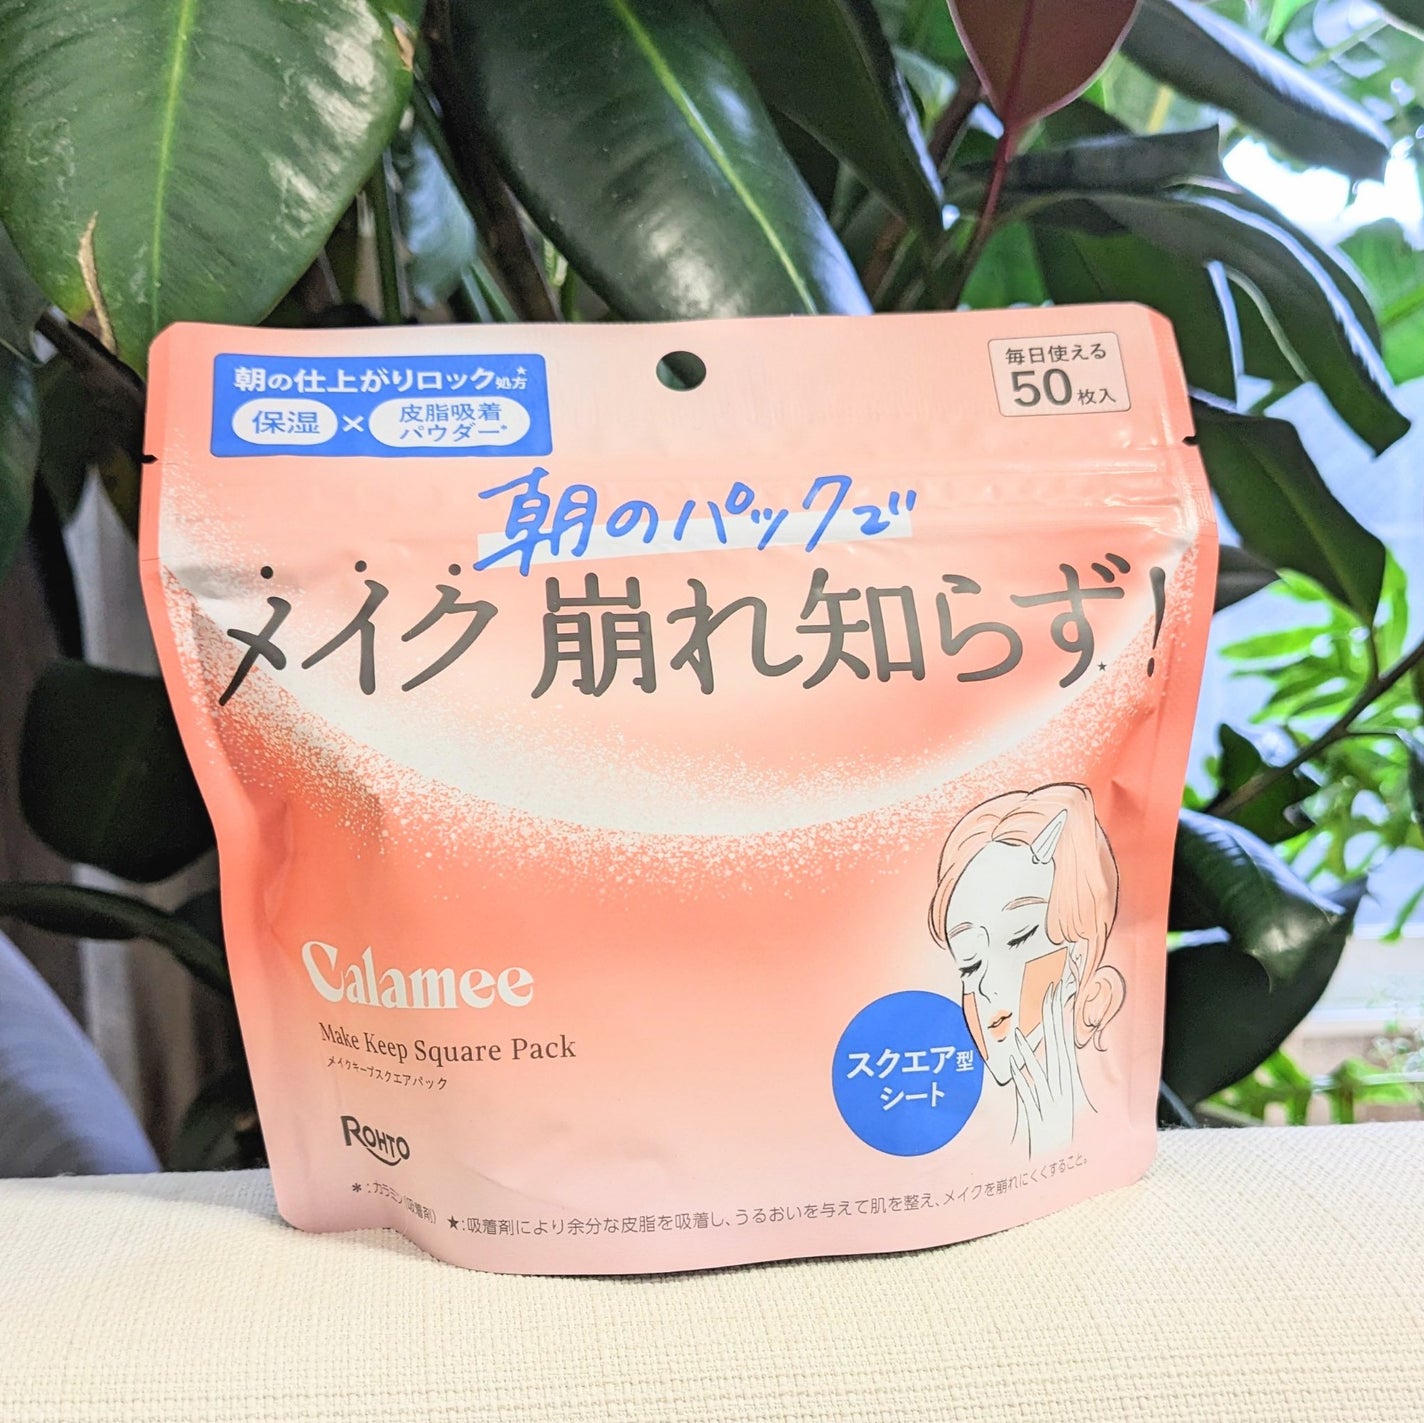 朝の仕上がりロック処方★
保湿 × 皮脂吸着
パウダー*
毎日使える
50枚入
朝のパックで
メイク崩れ知らず★!
Calamee
Make Keep Square Pack
メイクキープスクエアパック
ROHTO
スクエア型
シート
*:カラミン(吸着剤) ★:吸着剤により余分な皮脂を吸着し、うるおいを与えて肌を整え、メイクを崩れにくくすること。